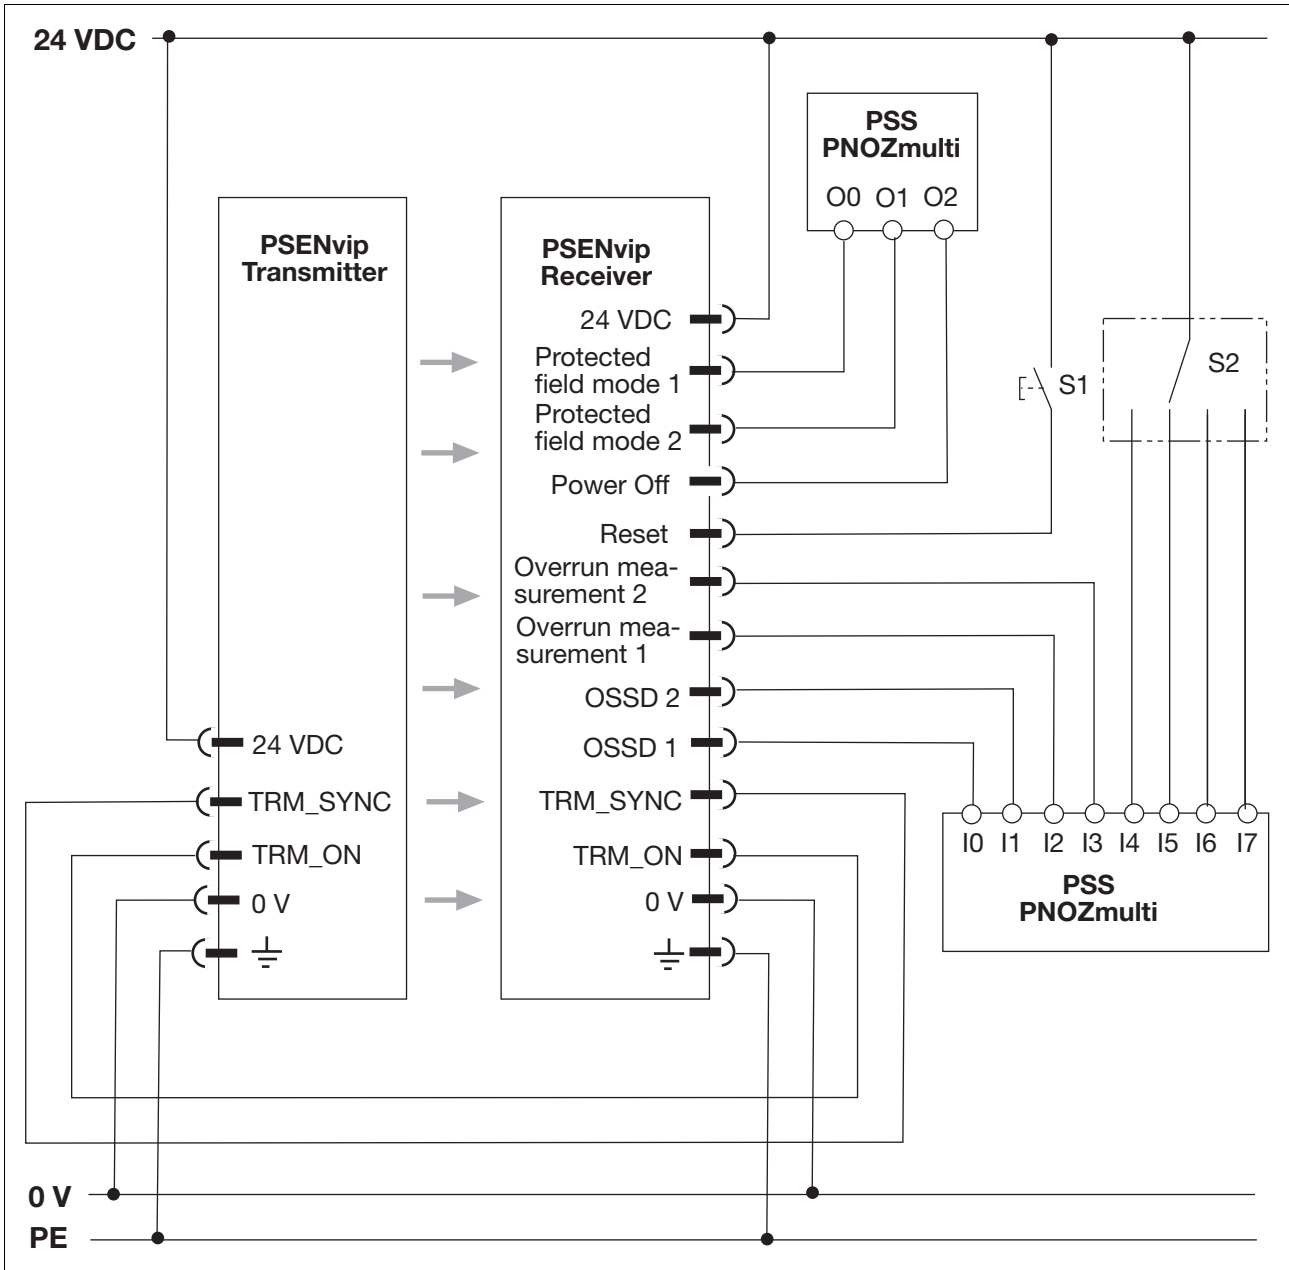 24 VDC
PSS
PNOZmulti
O0 O1 O2
PSENvip
Transmitter
PSENvip
Receiver
24 VDC
Protected
field mode 1
Protected
field mode 2
Power Off
Reset
Overrun mea-
surement 2
Overrun mea-
surement 1
OSSD 2
OSSD 1
TRM_SYNC
TRM_ON
0 V
24 VDC
TRM_SYNC
TRM_ON
0 V
S1
S2
I0 I1 I2 I3 I4 I5 I6 I7
PSS
PNOZmulti
0 V
PE